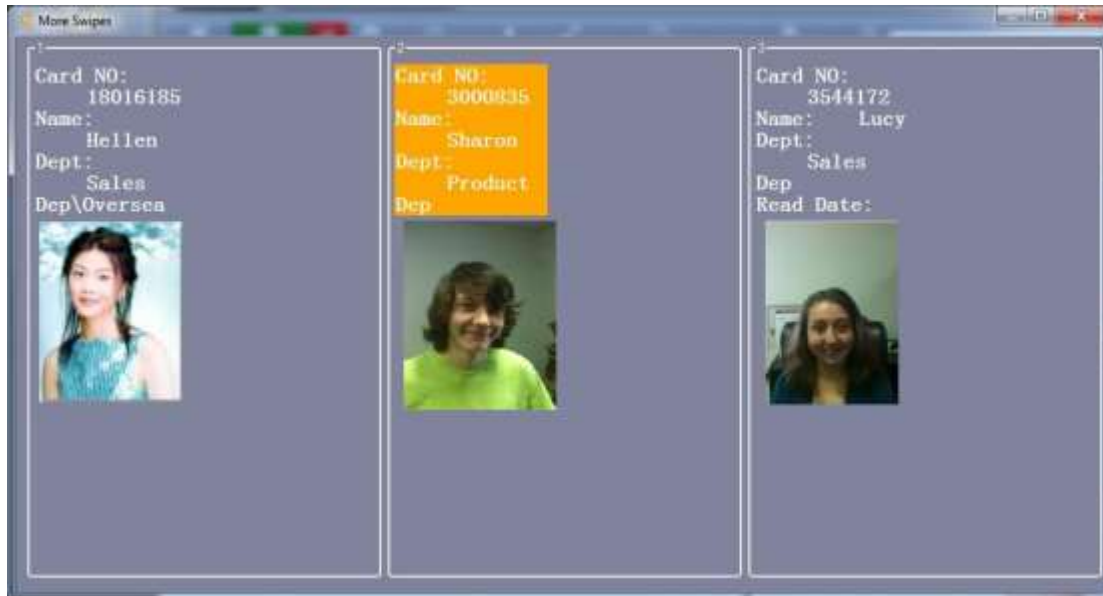 More Swipes
1
Card NO:
18016185
Name:
Hellen
Dept:
Sales
Dep\Oversea
2
Card NO:
3000835
Name:
Sharon
Dept:
Product
Dep
3
Card NO:
3544172
Name: Lucy
Dept:
Sales
Dep
Read Date: